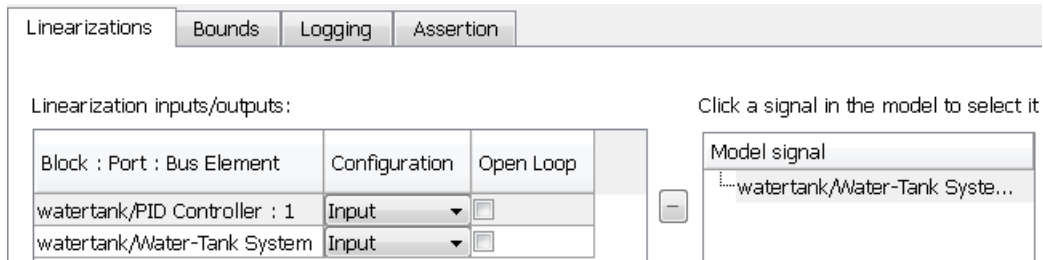 Linearizations Bounds Logging Assertion
Linearization inputs/outputs: Click a signal in the model to select it
Block : Port : Bus Element Configuration Open Loop Model signal
watertank/PID Controller : 1 Input watertank/Water-Tank Syste...
watertank/Water-Tank System Input